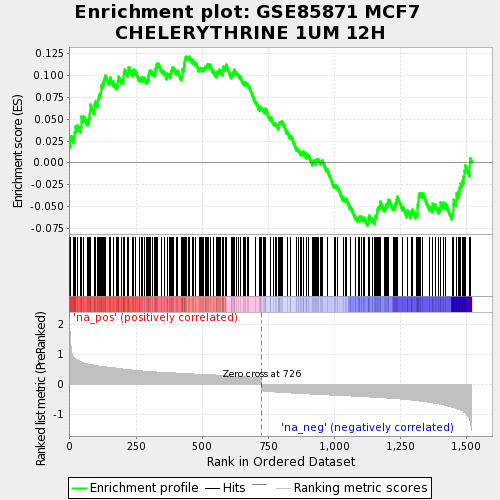 Enrichment plot: GSE85871 MCF7
CHELERYTHRINE 1UM 12H
Enrichment score (ES)
0.125
0.100
0.075
0.050
0.025
0.000
-0.025
-0.050
-0.075
'na_pos' (positively correlated)
Ranked list metric (PreRanked)
2
1
0
-1
Zero cross at 726
'na_neg' (negatively correlated)
0
250
500
750
1,000
1,250
1,500
Rank in Ordered Dataset
Enrichment profile
Hits
Ranking metric scores